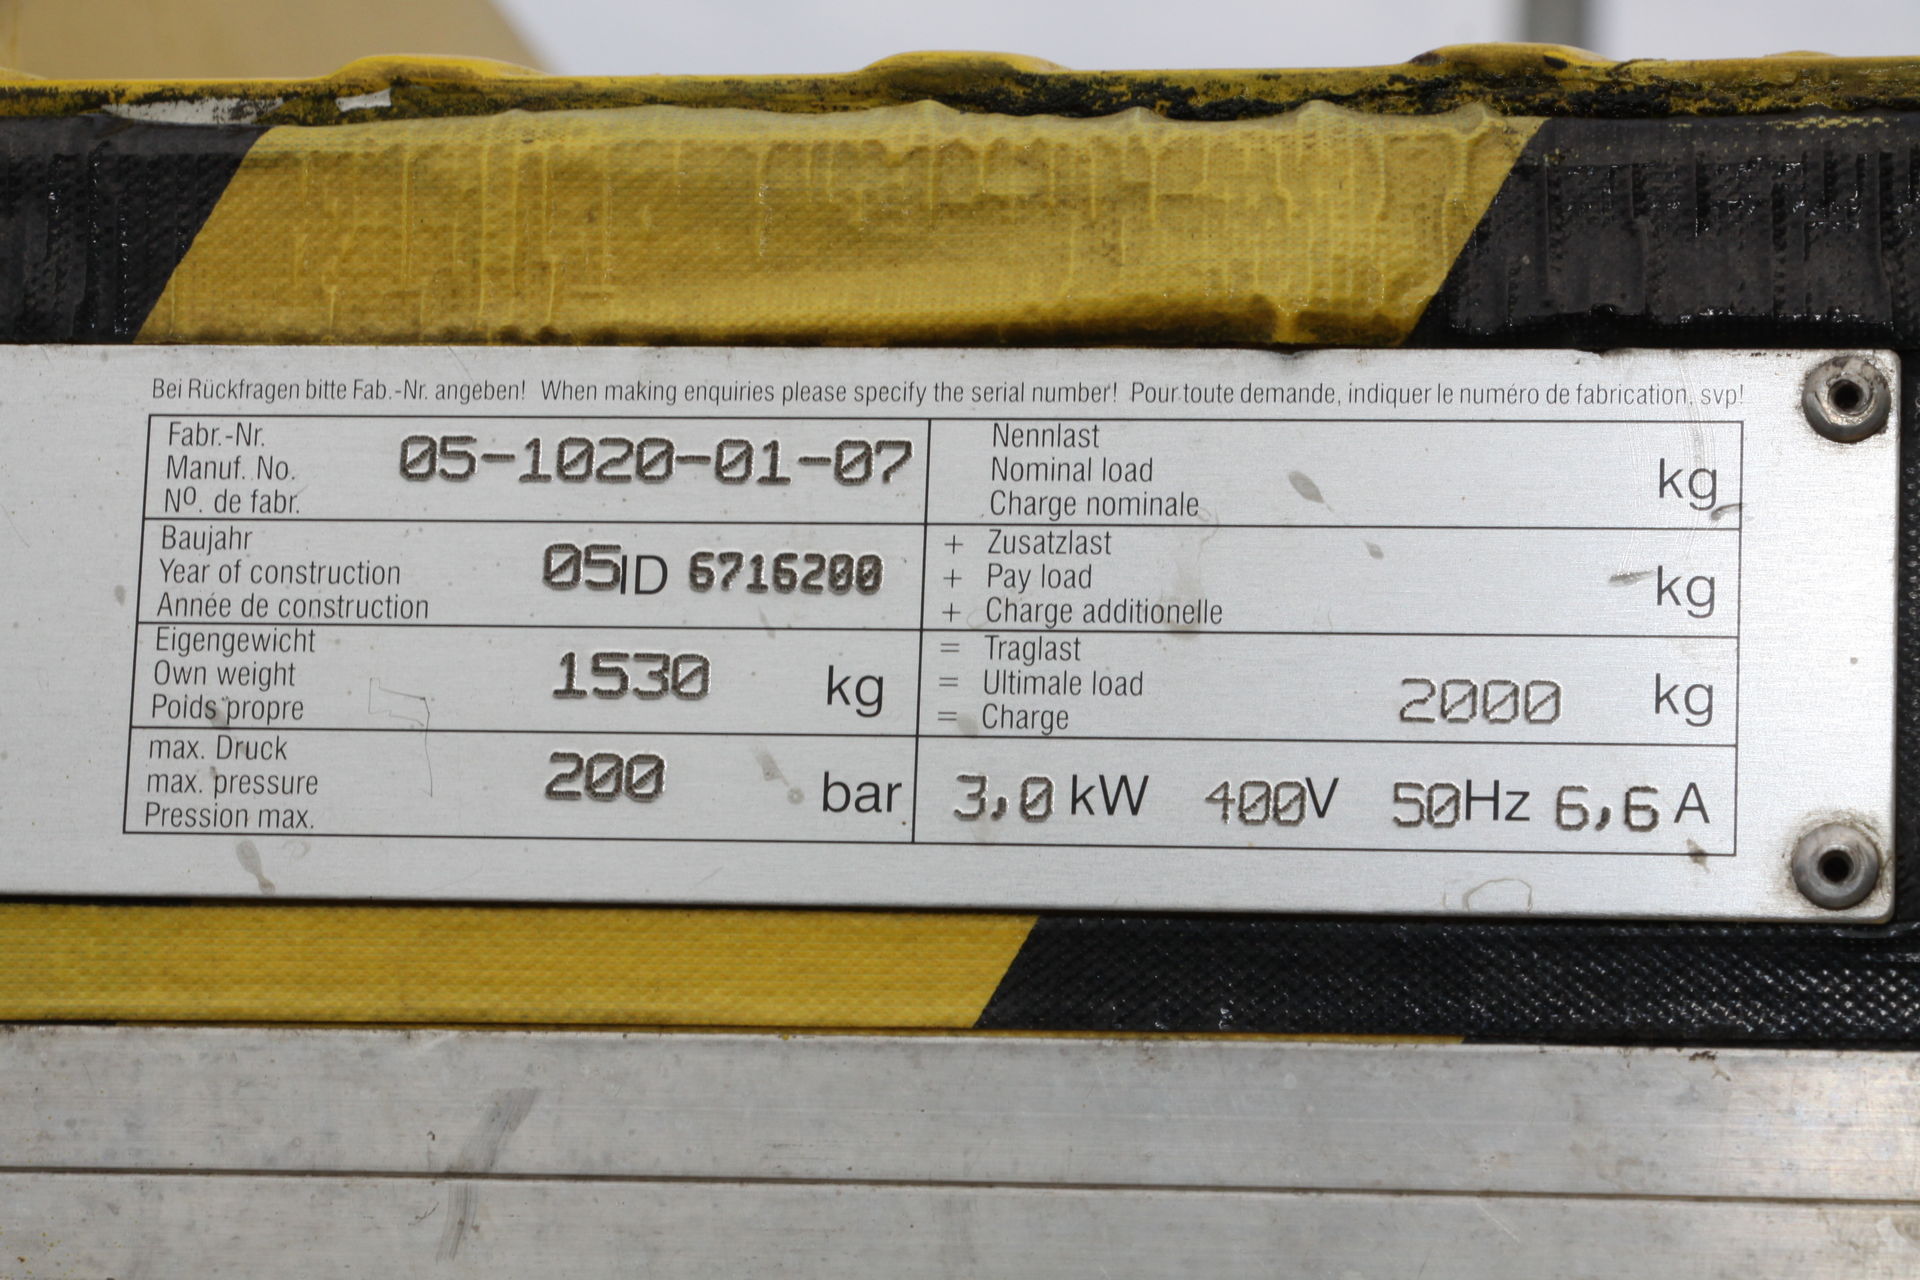 Bei Rückfragen bitte Fab.-Nr. angeben! When making enquiries please specify the serial number! Pour toute demande, indiquer le numéro de fabrication, svp!
Fabr.-Nr.
Manuf. No.
Nº. de fabr.
05-1020-01-07
Nennlast
Nominal load
Charge nominale
kg
Baujahr
Year of construction
Année de construction
05 ID 6716200
+ Zusatzlast
+ Pay load
+ Charge additionelle
kg
Eigengewicht
Own weight
Poids propre
1530 kg
= Traglast
= Ultimale load
= Charge
2000 kg
max. Druck
max. pressure
Pression max.
200 bar
3,0 kW 400V 50Hz 6,6 A